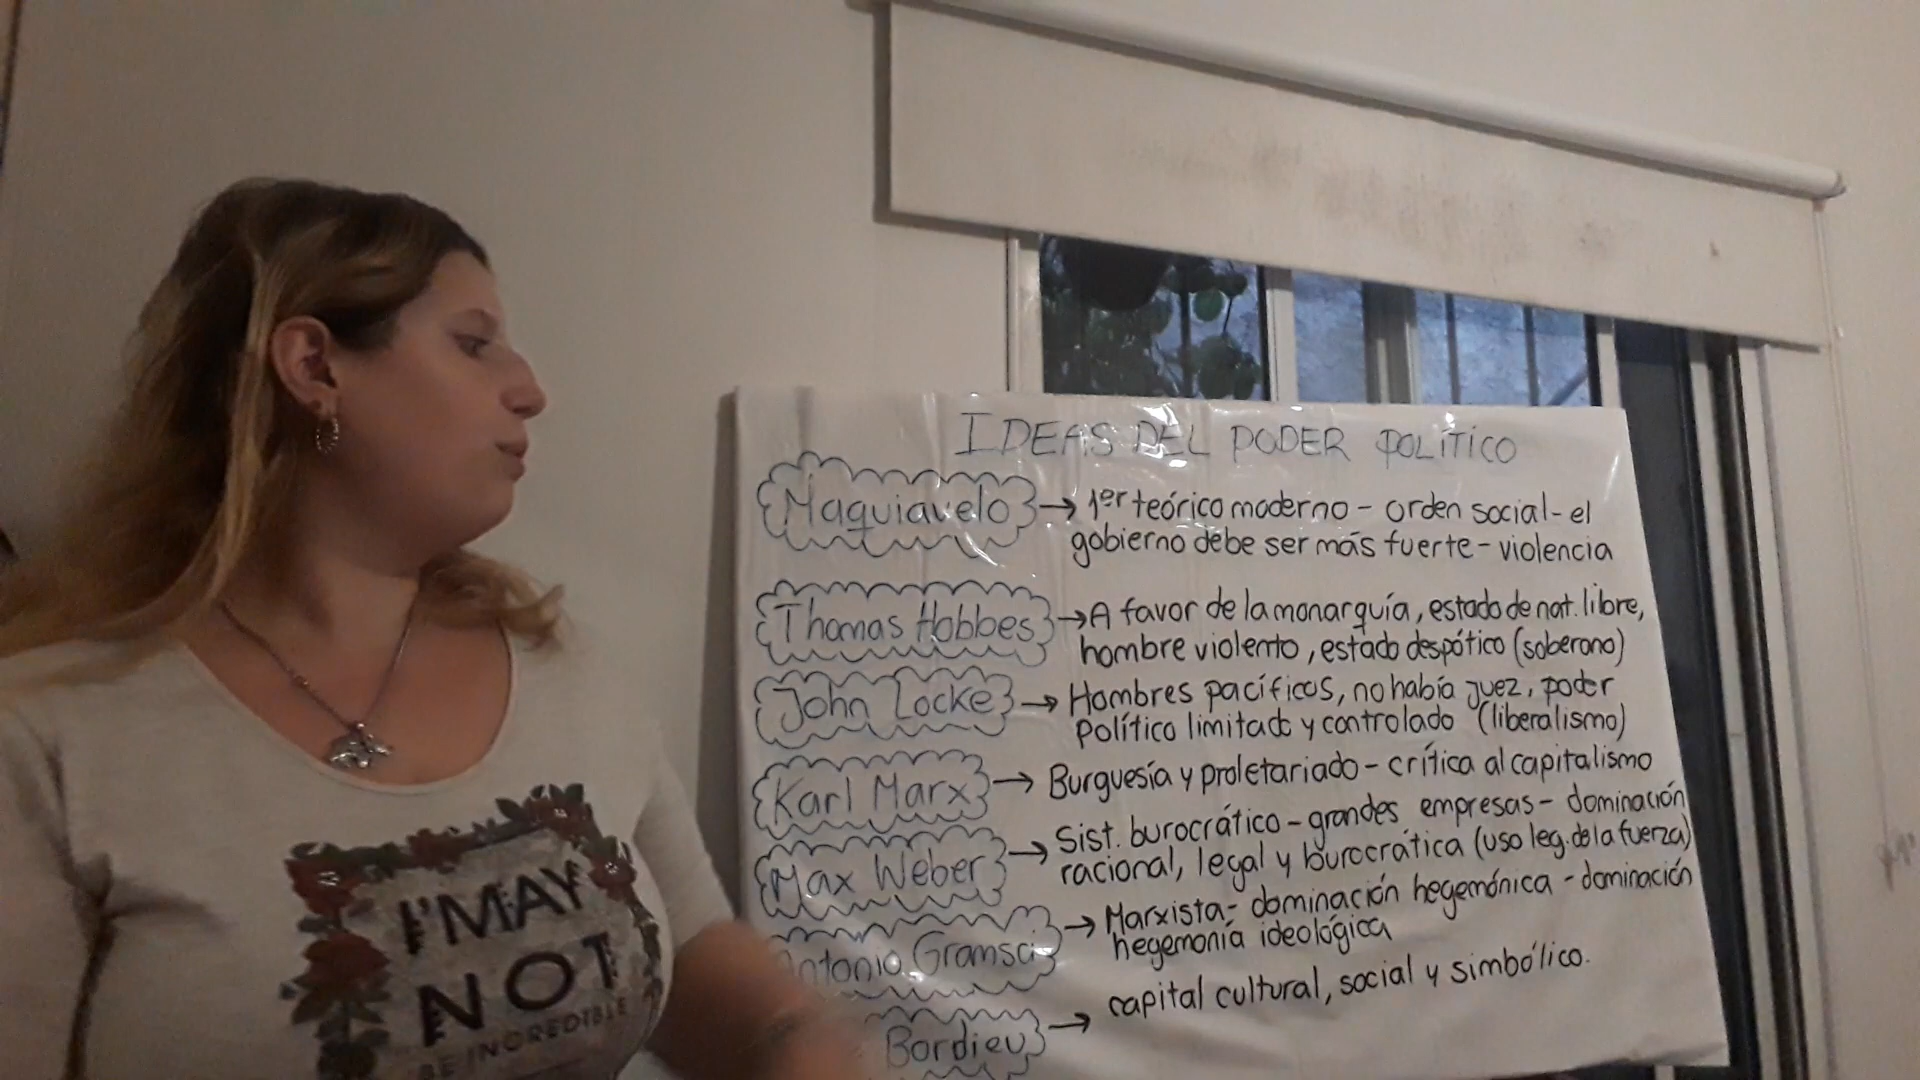 IDEAS DEL PODER POLÍTICO
Maquiavelo → 1er teórico moderno - orden social - el
gobierno debe ser más fuerte - violencia
Thomas Hobbes → A favor de la monarquía, estado de nat. libre,
hombre violento, estado despótico (soberano)
John Locke → Hombres pacíficos, no había juez, poder
Político limitado y controlado (liberalismo)
Karl Marx → Burguesía y proletariado - crítica al capitalismo
Max Weber → Sist. burocrático - grandes empresas - dominación
racional, legal y burocrática (uso leg. de la fuerza)
Antonio Gramsci → Marxista - dominación hegemónica - dominación
hegemonía ideológica
Bordieu → capital cultural, social y simbólico.
I'MAY
NOT
BE INCREDIBLE